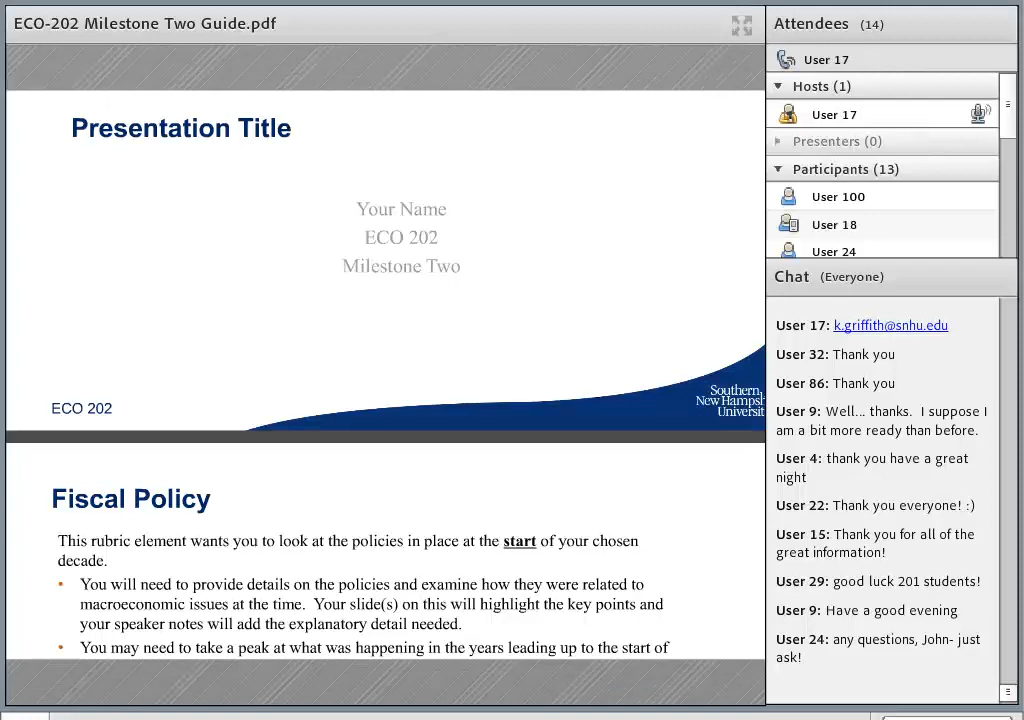 ECO-202 Milestone Two Guide.pdf
Presentation Title
Your Name
ECO 202
Milestone Two
ECO 202
Southern
New Hampsh
Universit
Fiscal Policy
This rubric element wants you to look at the policies in place at the start of your chosen
decade.
• You will need to provide details on the policies and examine how they were related to
macroeconomic issues at the time.  Your slide(s) on this will highlight the key points and
your speaker notes will add the explanatory detail needed.
• You may need to take a peak at what was happening in the years leading up to the start of
Attendees (14)
User 17
Hosts (1)
User 17
Presenters (0)
Participants (13)
User 100
User 18
User 24
Chat (Everyone)
User 17: k.griffith@snhu.edu
User 32: Thank you
User 86: Thank you
User 9: Well... thanks.  I suppose I
am a bit more ready than before.
User 4: thank you have a great
night
User 22: Thank you everyone! :)
User 15: Thank you for all of the
great information!
User 29: good luck 201 students!
User 9: Have a good evening
User 24: any questions, John- just
ask!